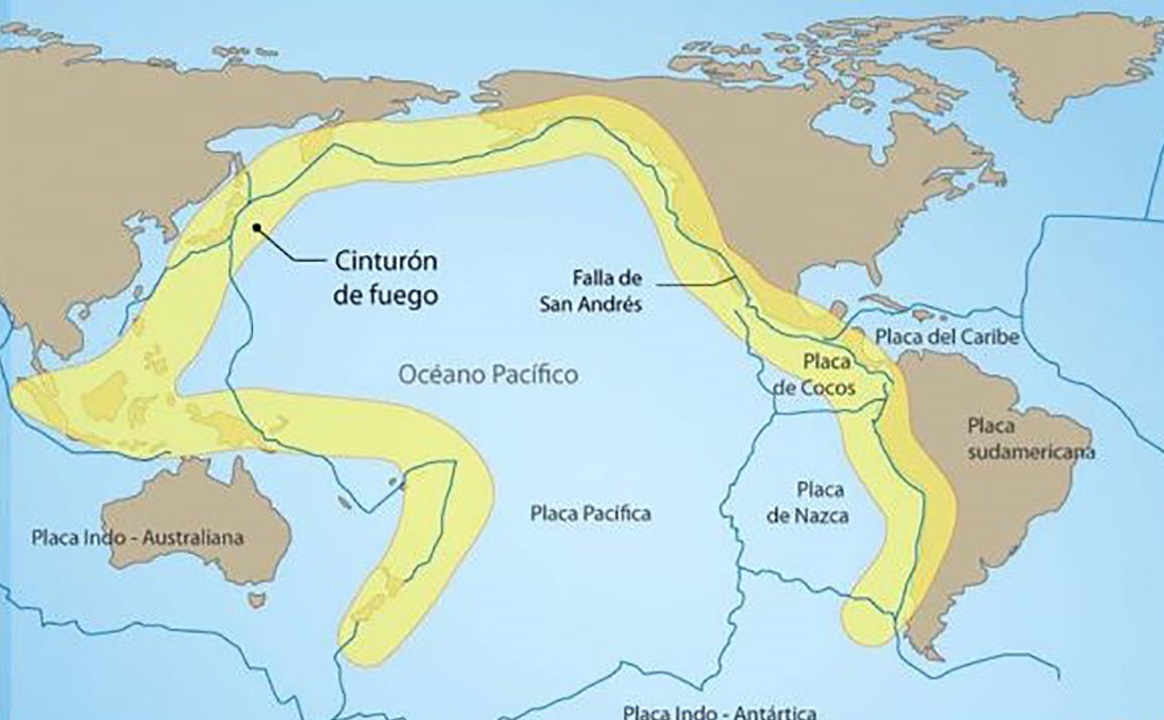 Cinturón
de fuego
Falla de
San Andrés
Océano Pacífico
Placa del Caribe
Placa
de Cocos
Placa
sudamericana
Placa
de Nazca
Placa Pacífica
Placa Indo - Australiana
Placa Indo - Antártica